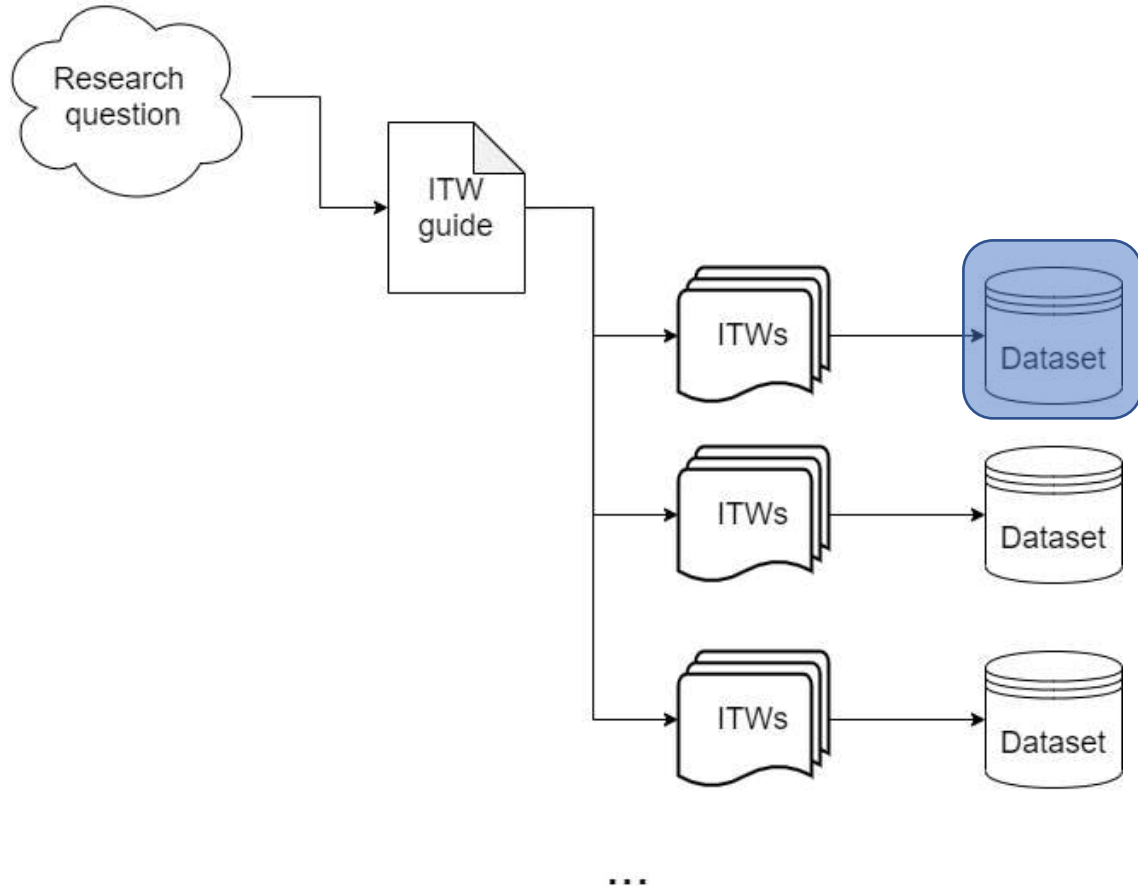 Research
question
ITW
guide
ITWs
Dataset
ITWs
Dataset
ITWs
Dataset
...